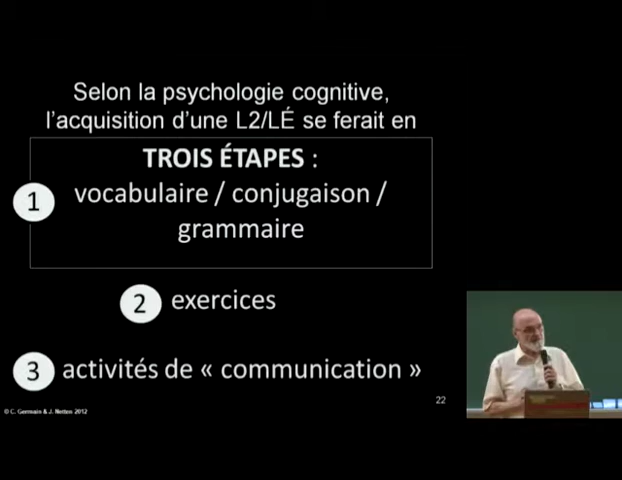 Selon la psychologie cognitive,
l'acquisition d'une L2/LÉ se ferait en
TROIS ÉTAPES :
1 vocabulaire / conjugaison /
grammaire
2 exercices
3 activités de « communication »
22
© C. Germain & J. Netten 2012